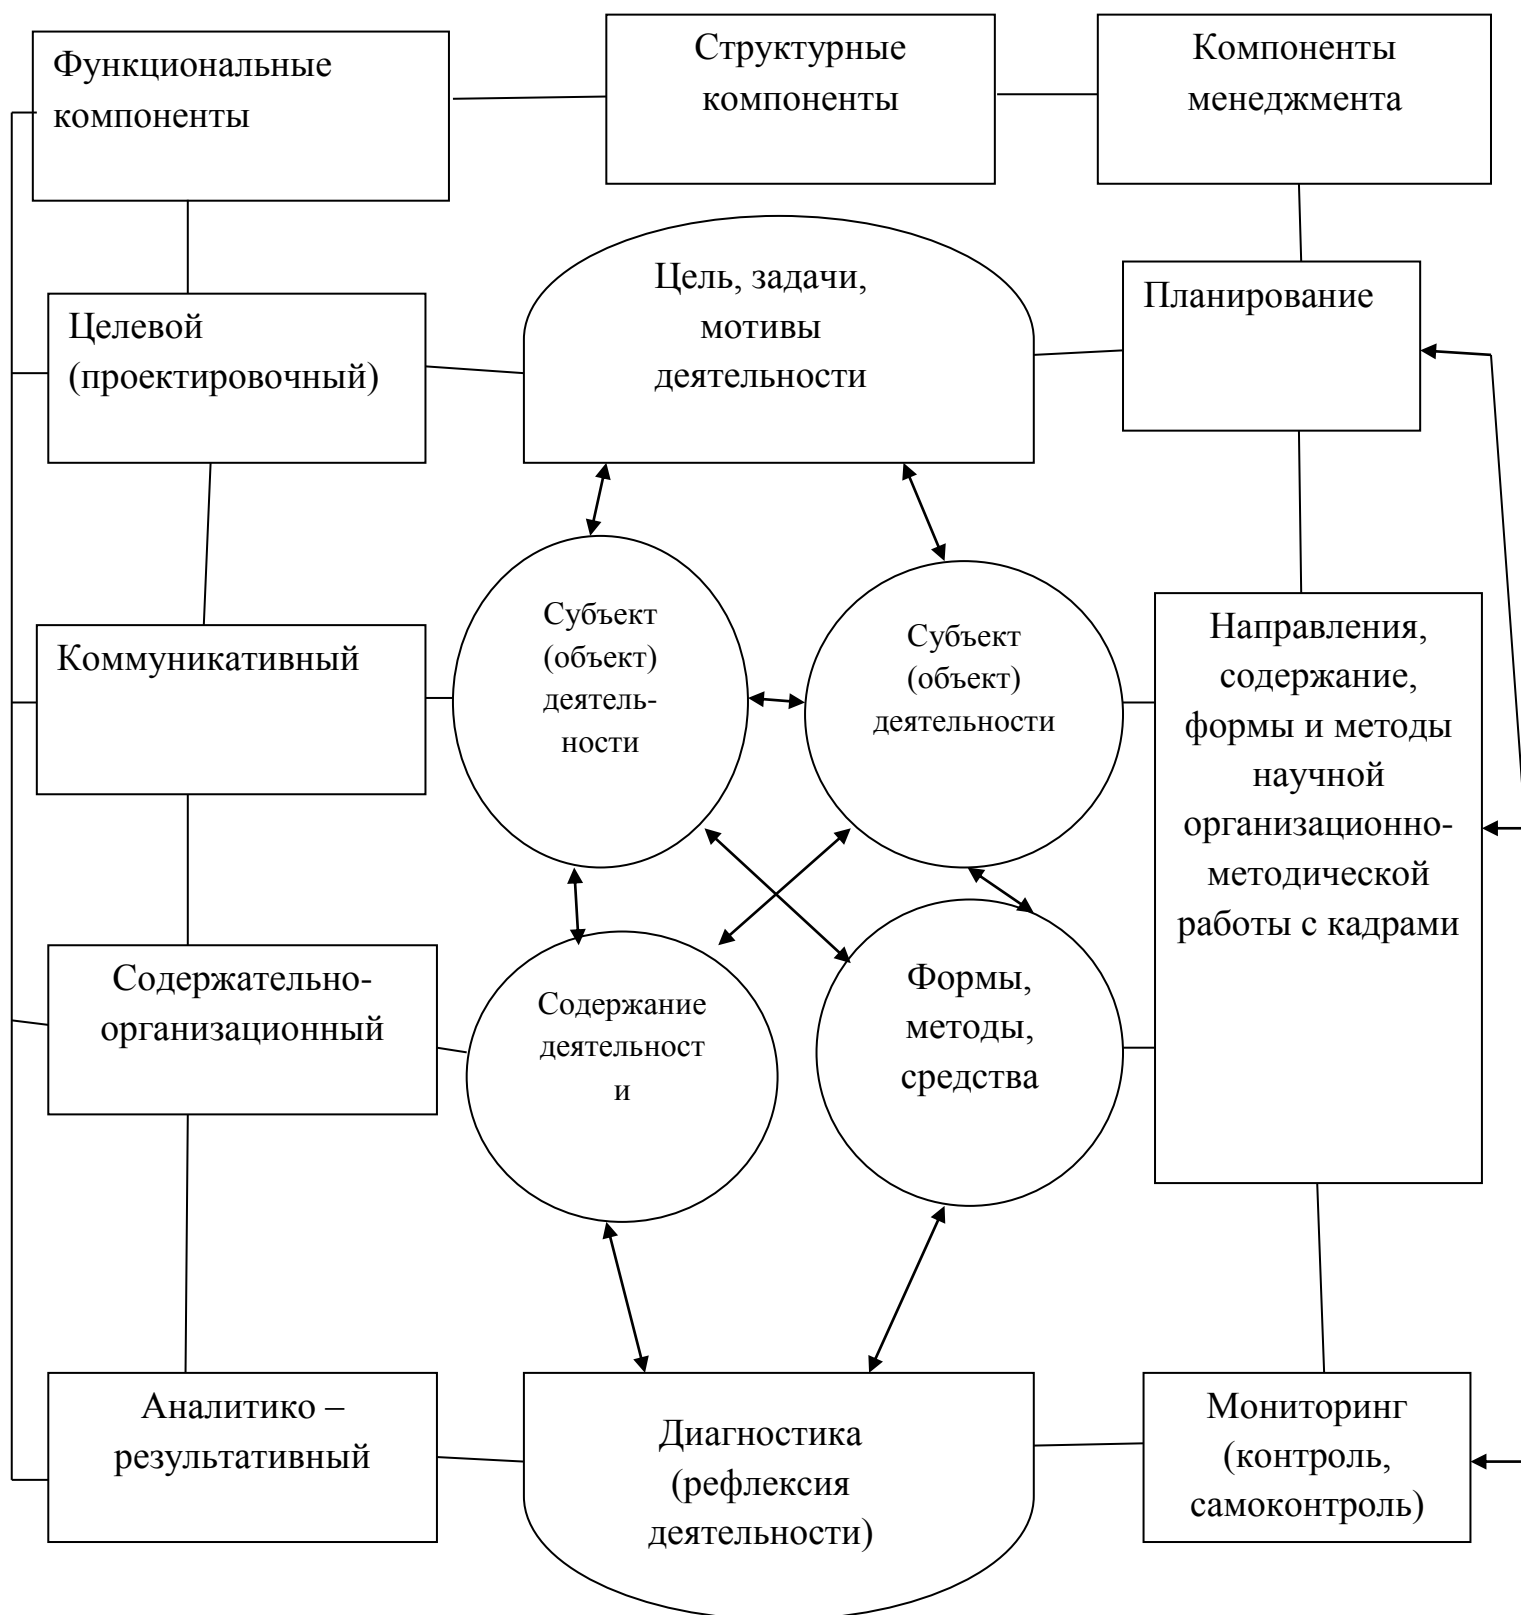 Функциональные
компоненты
Структурные
компоненты
Компоненты
менеджмента
Целевой
(проектировочный)
Цель, задачи,
мотивы
деятельности
Планирование
Коммуникативный
Субъект
(объект)
деятель-
ности
Субъект
(объект)
деятельности
Направления,
содержание,
формы и методы
научной
организационно-
методической
работы с кадрами
Содержательно-
организационный
Содержание
деятельност
и
Формы,
методы,
средства
Аналитико –
результативный
Диагностика
(рефлексия
деятельности)
Мониторинг
(контроль,
самоконтроль)